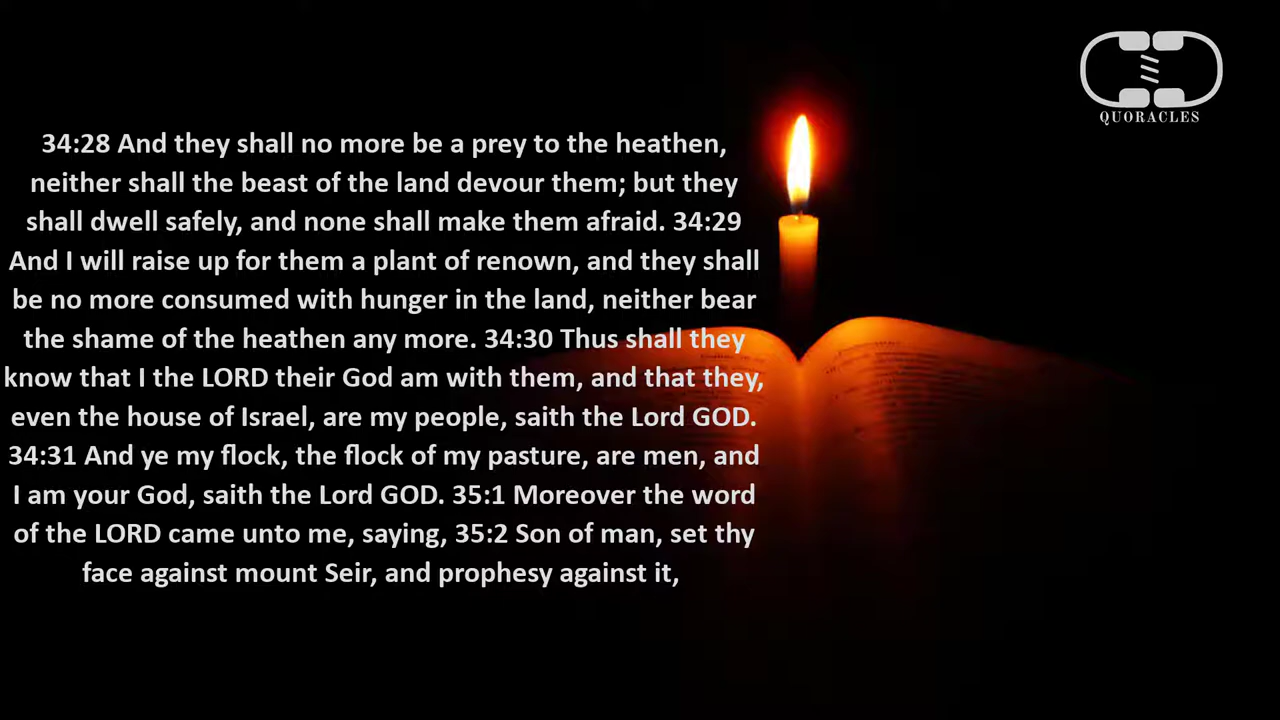 QUORACLES
34:28 And they shall no more be a prey to the heathen,
neither shall the beast of the land devour them; but they
shall dwell safely, and none shall make them afraid. 34:29
And I will raise up for them a plant of renown, and they shall
be no more consumed with hunger in the land, neither bear
the shame of the heathen any more. 34:30 Thus shall they
know that I the LORD their God am with them, and that they,
even the house of Israel, are my people, saith the Lord GOD.
34:31 And ye my flock, the flock of my pasture, are men, and
I am your God, saith the Lord GOD. 35:1 Moreover the word
of the LORD came unto me, saying, 35:2 Son of man, set thy
face against mount Seir, and prophesy against it,